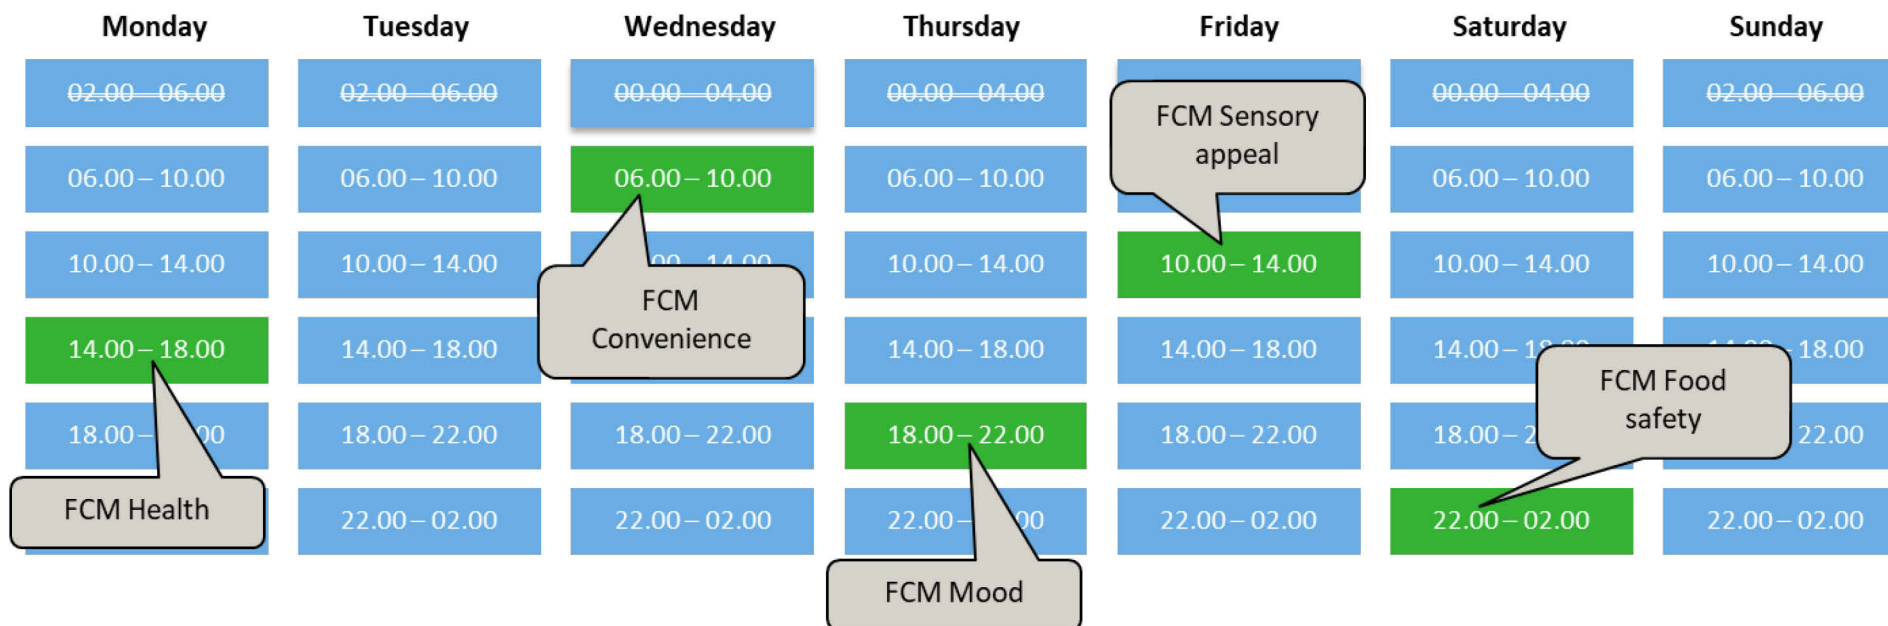 Monday Tuesday Wednesday Thursday Friday Saturday Sunday
02.00 – 06.00 02.00 – 06.00 00.00 – 04.00 00.00 – 04.00 00.00 – 04.00 02.00 – 06.00
FCM Sensory
appeal
06.00 – 10.00 06.00 – 10.00 06.00 – 10.00 06.00 – 10.00 06.00 – 10.00 06.00 – 10.00
10.00 – 14.00 10.00 – 14.00 10.00 – 14.00 10.00 – 14.00 10.00 – 14.00 10.00 – 14.00
FCM
Convenience
14.00 – 18.00 14.00 – 18.00 14.00 – 18.00 14.00 – 18.00 14.00 – 18.00
FCM Food
safety
18.00 – 22.00 18.00 – 22.00 18.00 – 22.00 18.00 – 22.00 22.00
FCM Health
22.00 – 02.00 22.00 – 02.00 22.00 – 02.00 22.00 – 02.00 22.00 – 02.00
FCM Mood